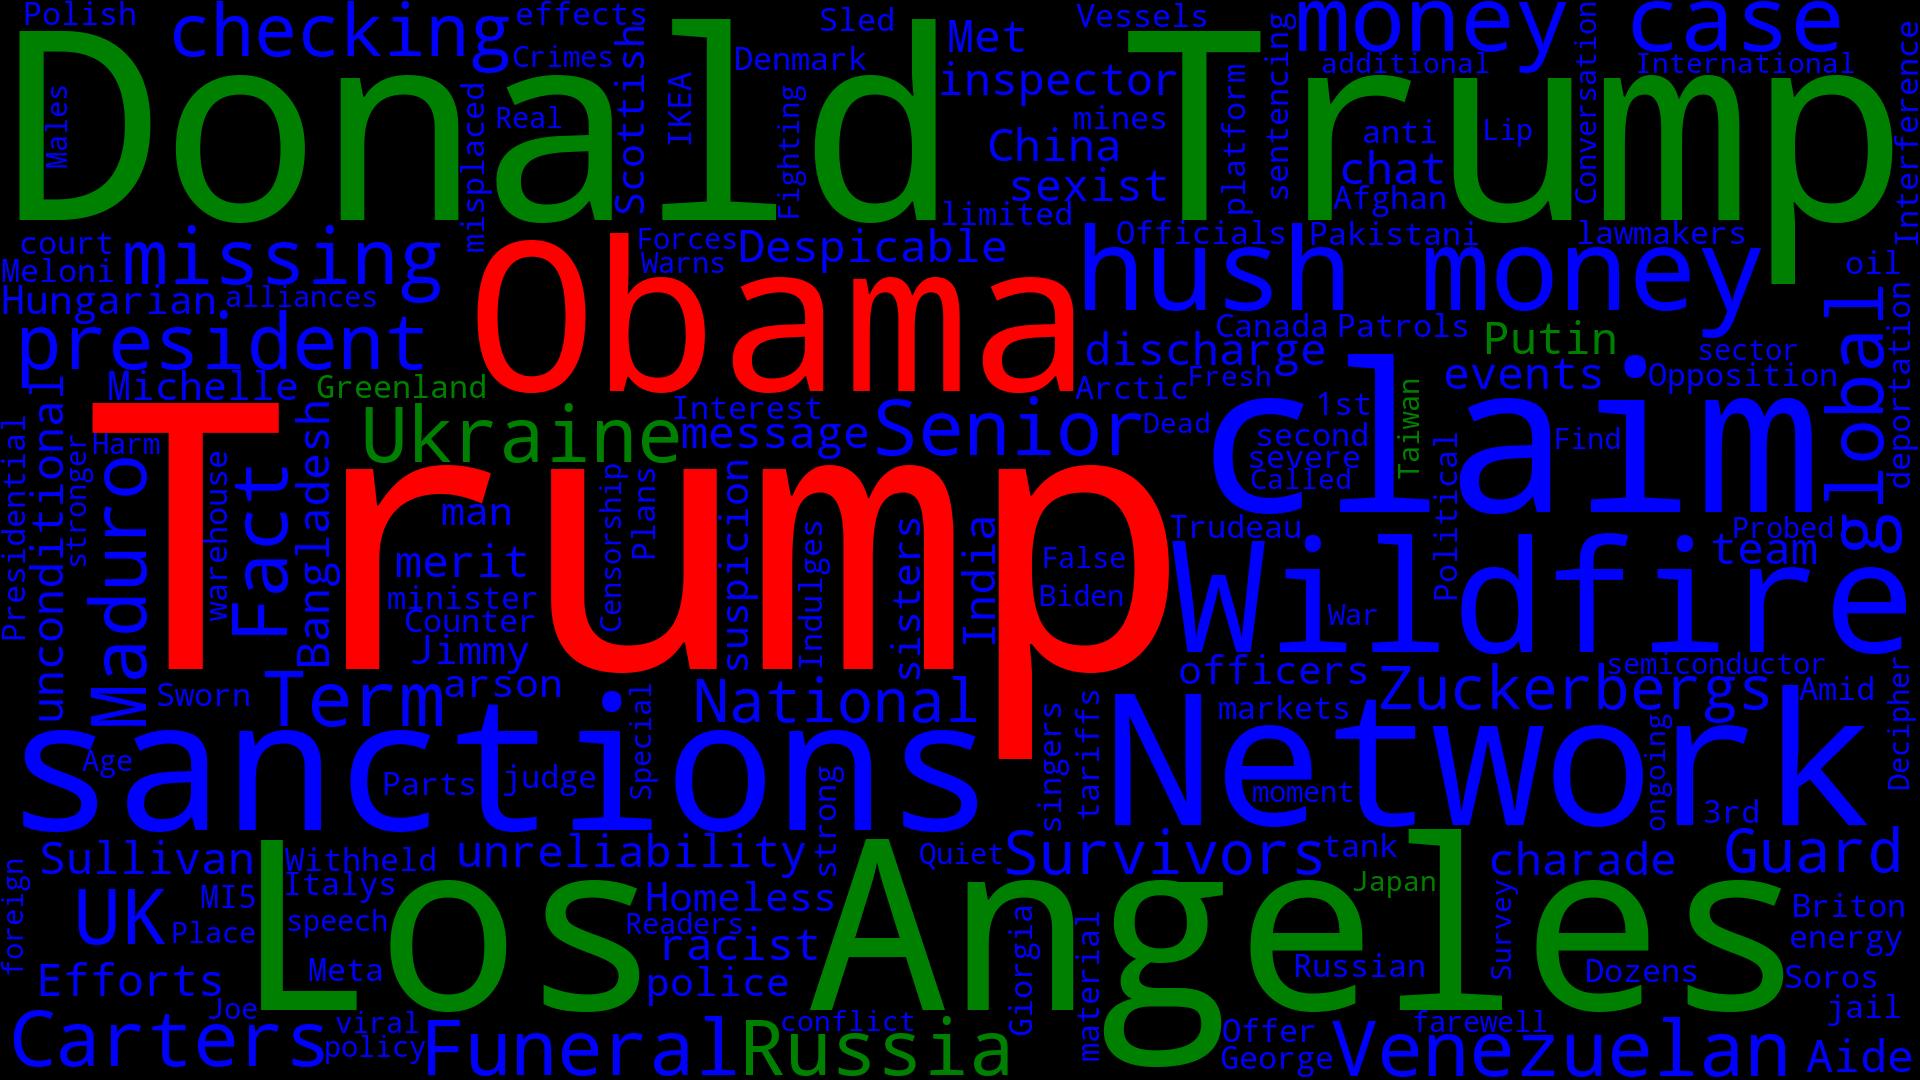 Polish
checking
effects
Crimes
Sled
Denmark
Met
inspector
Vessels
money case
additional
International
Donald Trump
Males
misplaced
Real
Scottish
IKEA
Fighting
mines
China
sexist
limited
platform
sentencing
anti
Lip
chat
Afghan
Conversation
Interference
court
Meloni
missing
Hungarian
alliances
president
Forces
Warns
Despicable
Obama
Officials
Pakistani
lawmakers
hush money
oil
Canada
Patrols
Putin
discharge
sector
Michelle
Greenland
Arctic
Fresh
events
Opposition
global
deportation
Presidential
unconditional
stronger
Harm
Ukraine
Interest
message
Senior
Dead
1st
second
severe
Called
claim
Taiwan
Find
Political
Maduro
warehouse
Fact
Bangladesh
Trump
man
merit
minister
Counter
Jimmy
Censorship
Plans
suspicion
Indulges
sisters
India
False
Biden
Trudeau
Wildfire
War
Probed
team
Sworn
Term
arson
National
officers
markets
Zuckerbergs
semiconductor
Amid
Decipher
sanctions
Age
Parts
judge
Special
strong
singers
tariffs
Network
moment
ongoing
3rd
Sullivan
Withheld
Italys
unreliability
Quiet
Survivors
tank
charade
Guard
foreign
UK
MI5
Place
speech
Los Angeles
Homeless
Readers
racist
Meta
police
Giorgia
material
Japan
Survey
Russian
Dozens
Briton
energy
Soros
jail
Efforts
Joe
Carters
viral
policy
Funeral
conflict
Russia
Offer
George
farewell
Venezuelan
Aide